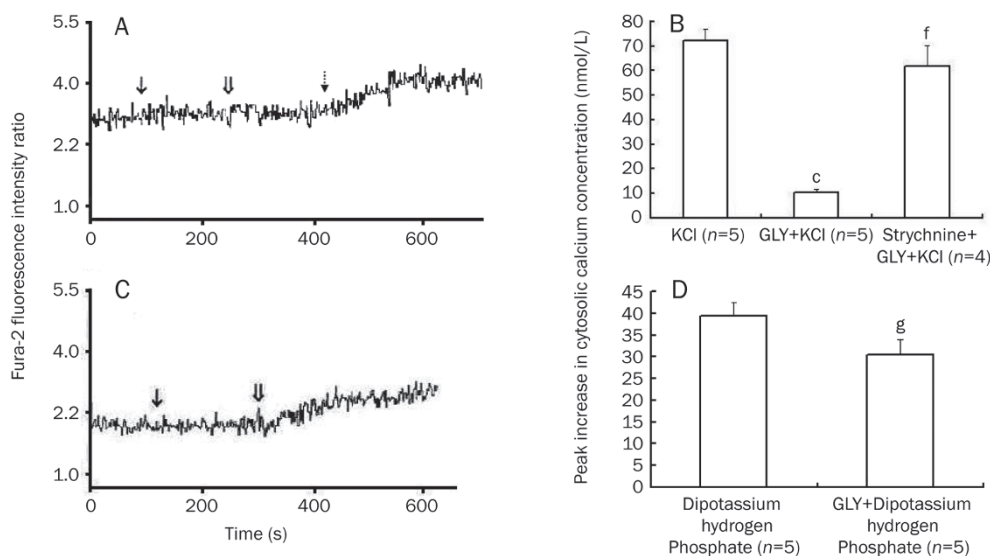 Fura-2 fluorescence intensity ratio
A
5.5
4.0
2.2
1.0
0
200
400
600
C
5.5
4.0
2.2
1.0
0
200
400
600
Time (s)
Peak increase in cytosolic calcium concentration (nmol/L)
B
80
70
60
50
40
30
20
10
0
c
f
KCl (n=5)
GLY+KCl (n=5)
Strychnine+
GLY+KCl (n=4)
D
45
40
35
30
25
20
15
10
5
0
g
Dipotassium
hydrogen
Phosphate (n=5)
GLY+Dipotassium
hydrogen
Phosphate (n=5)